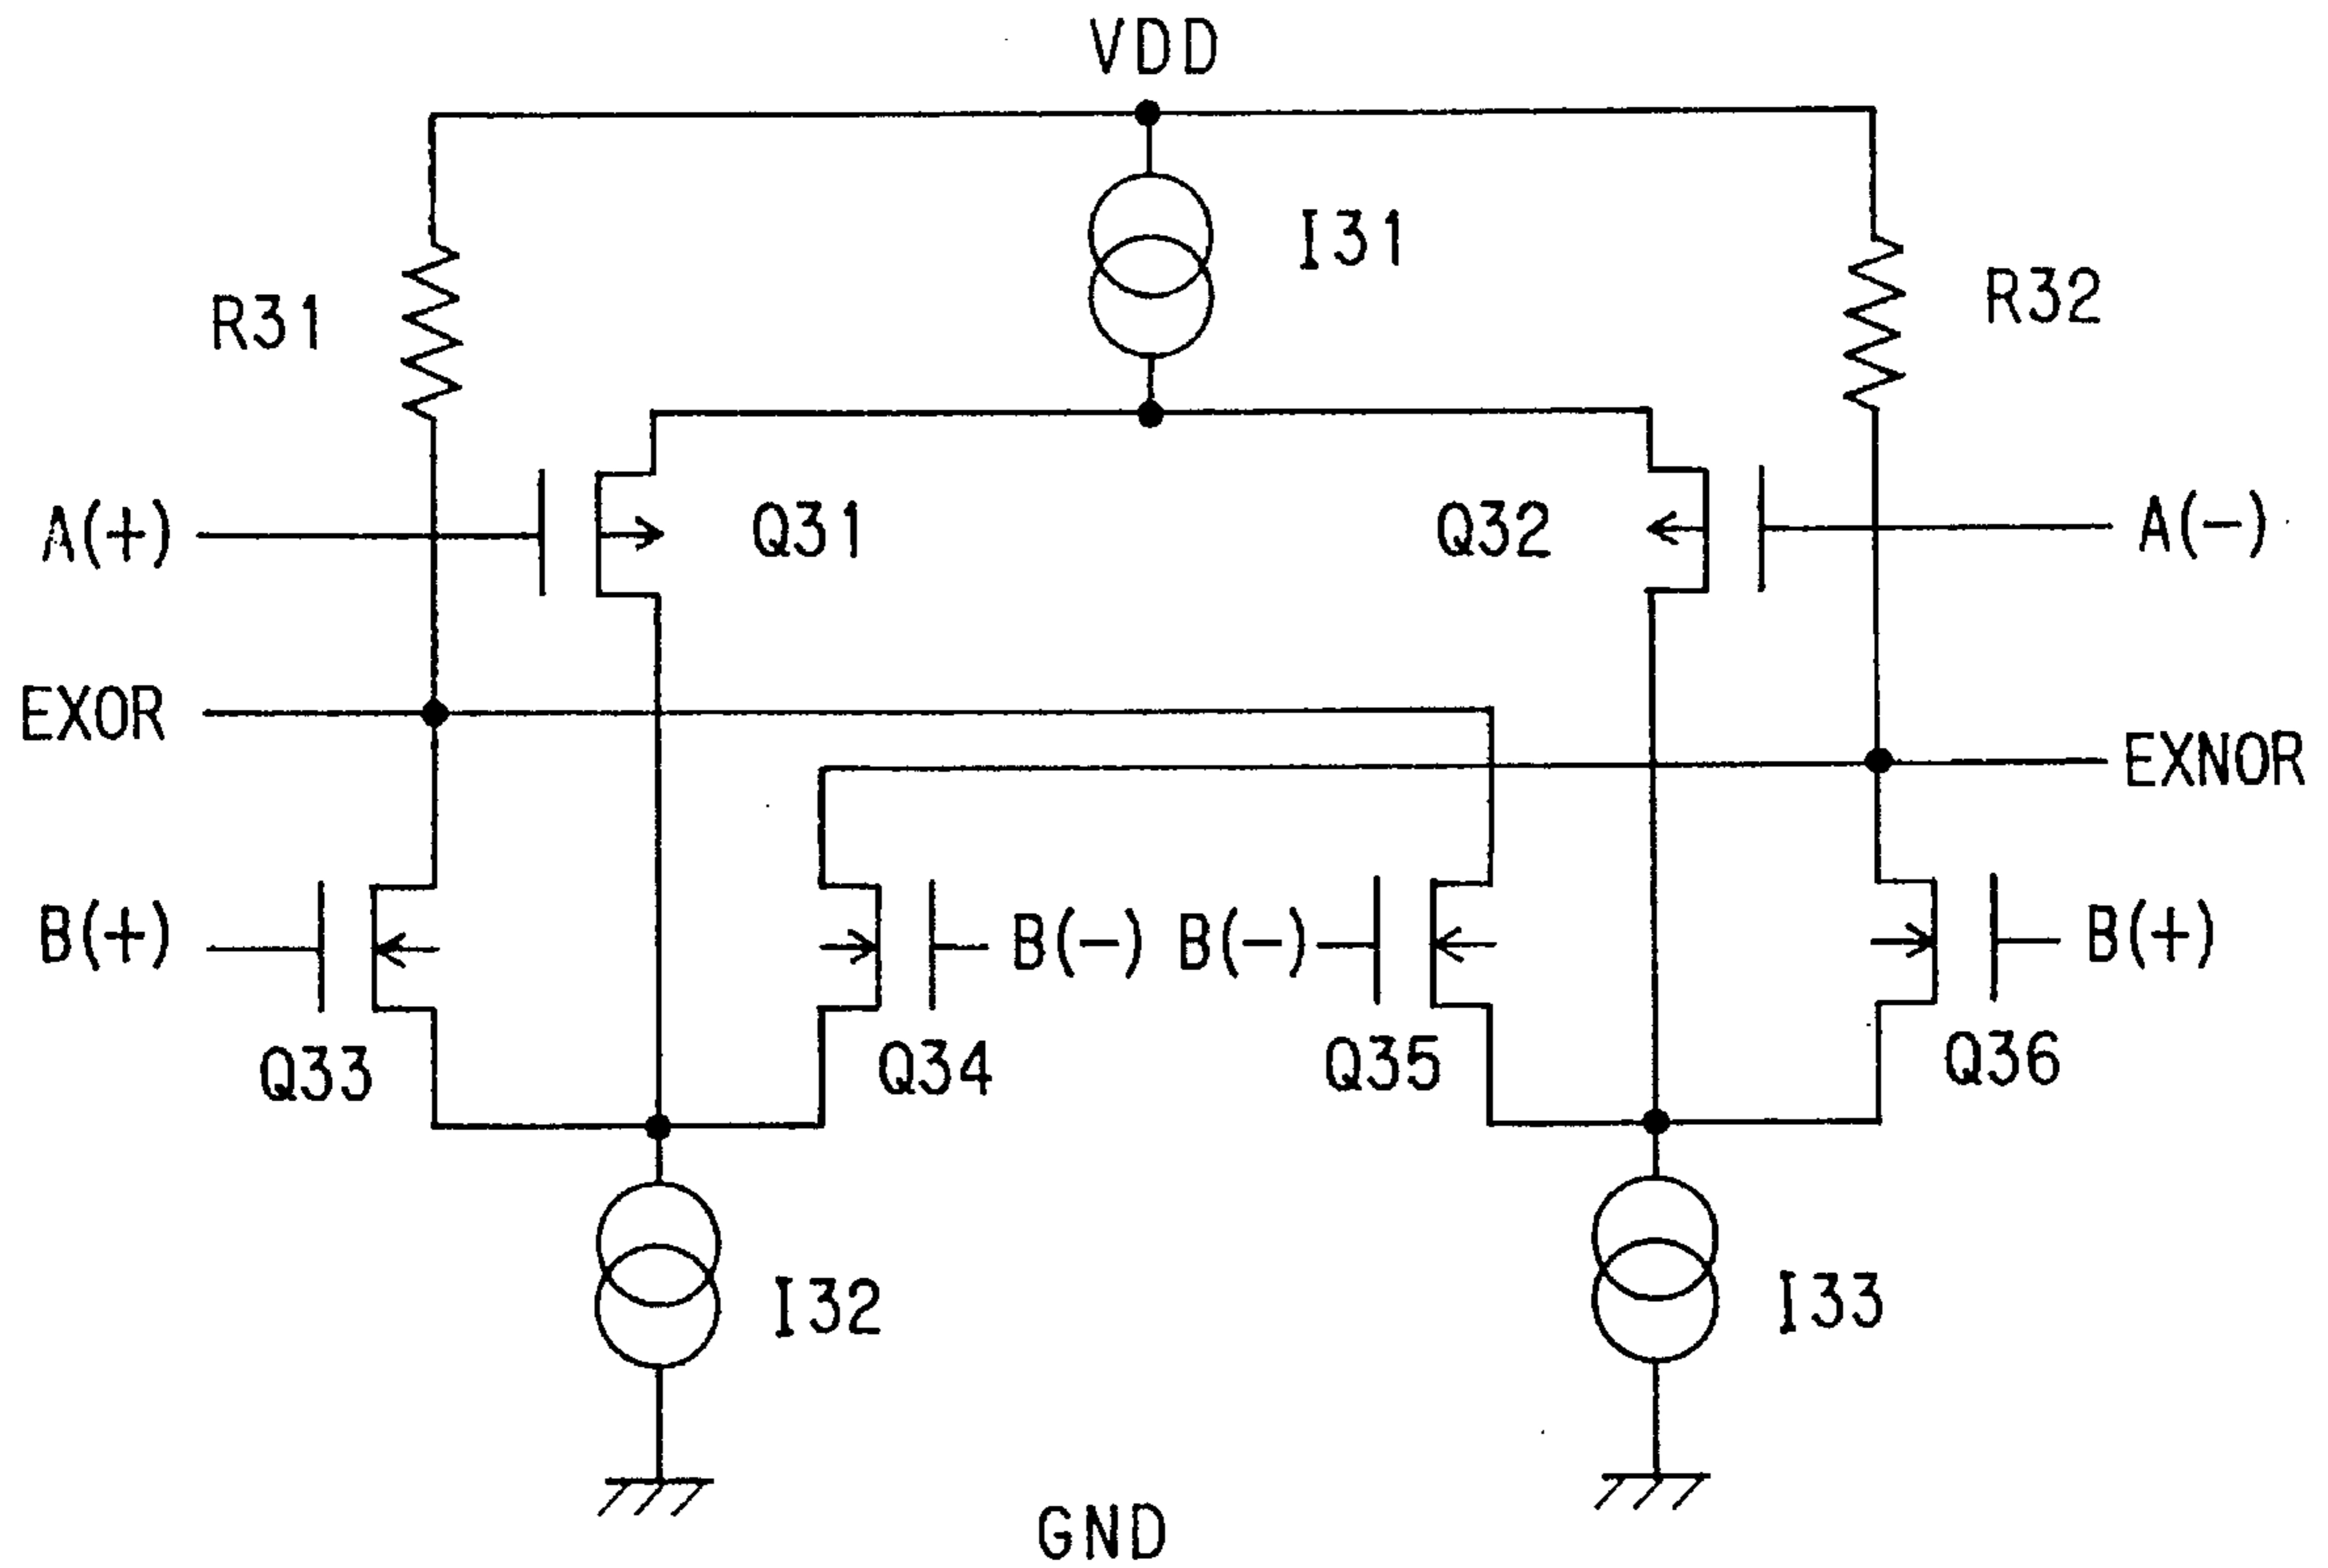 VDD
I31
R31
R32
A(+)
Q31
Q32
A(-)
EXOR
EXNOR
B(+)
B(-)
B(-)
B(+)
Q33
Q34
Q35
Q36
I32
I33
GND